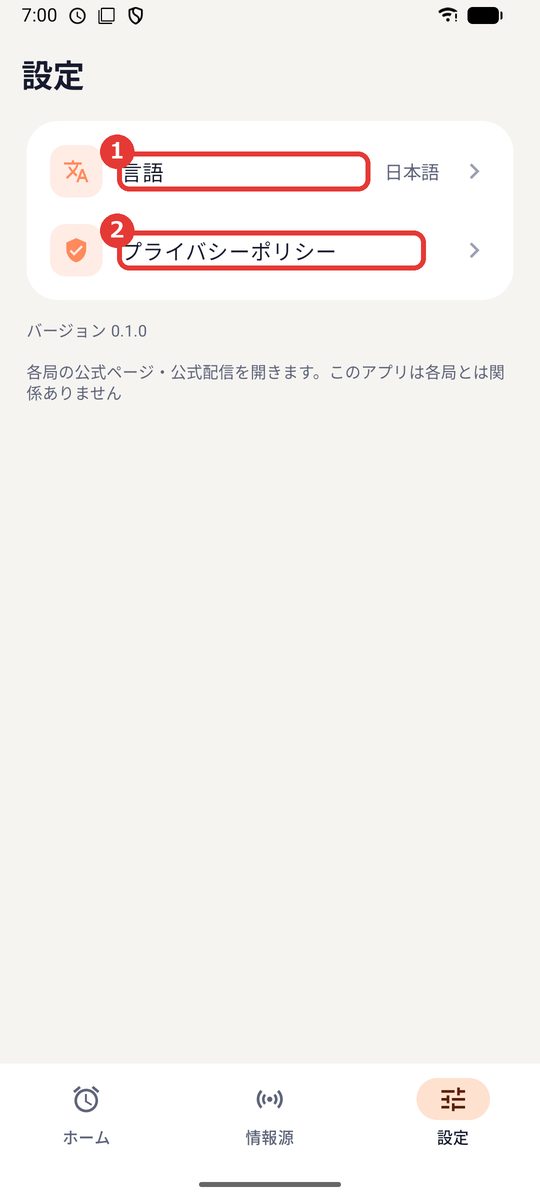 7:00
設定
1
言語
日本語
2
プライバシーポリシー
バージョン 0.1.0
各局の公式ページ・公式配信を開きます。このアプリは各局とは関
係ありません
ホーム
情報源
設定